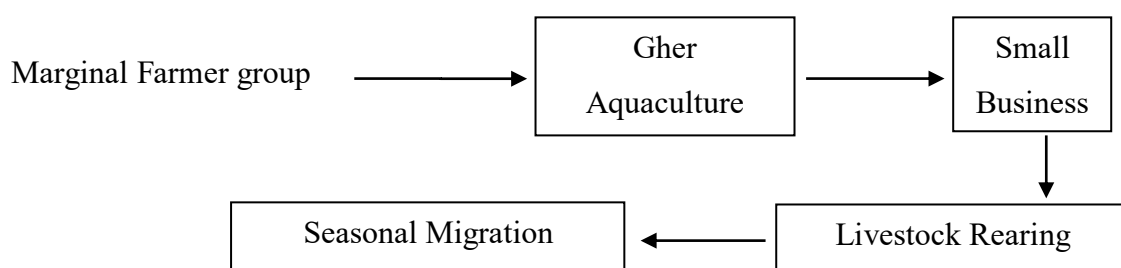 Marginal Farmer group
Gher
Aquaculture
Small
Business
Livestock Rearing
Seasonal Migration